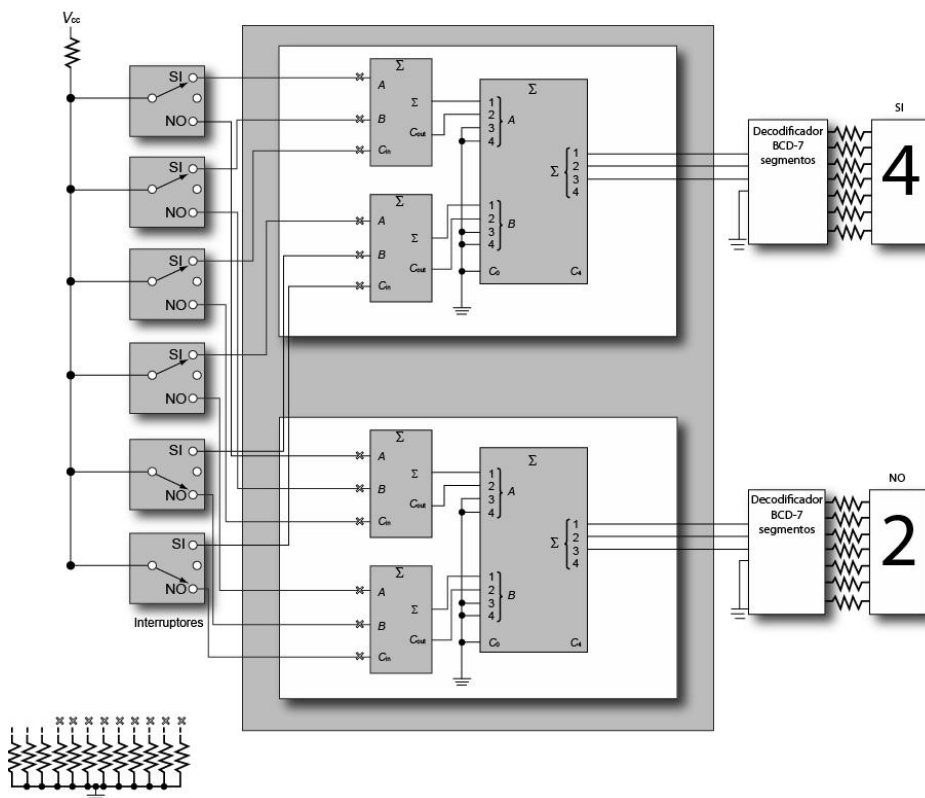 Vcc
SI
NO
SI
NO
SI
NO
SI
NO
SI
NO
SI
NO
Interruptores
Σ
A
B
Cin
Σ
Cout
Σ
A
B
Cin
Σ
Cout
Σ
1
2
3
4
A
1
2
3
4
B
C0
Σ
1
2
3
4
C4
Decodificador
BCD-7
segmentos
SI
4
Σ
A
B
Cin
Σ
Cout
Σ
A
B
Cin
Σ
Cout
Σ
1
2
3
4
A
1
2
3
4
B
C0
Σ
1
2
3
4
C4
Decodificador
BCD-7
segmentos
NO
2